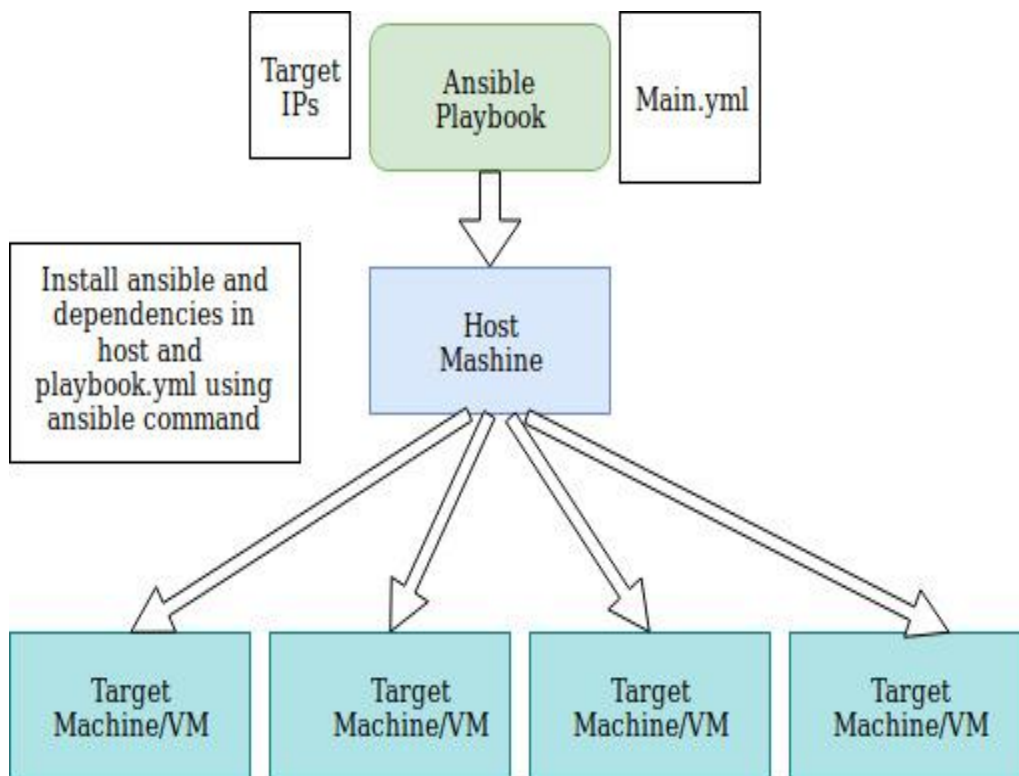 Target
IPs
Ansible
Playbook
Main.yml
Install ansible and
dependencies in
host and
playbook.yml using
ansible command
Host
Mashine
Target
Machine/VM
Target
Machine/VM
Target
Machine/VM
Target
Machine/VM